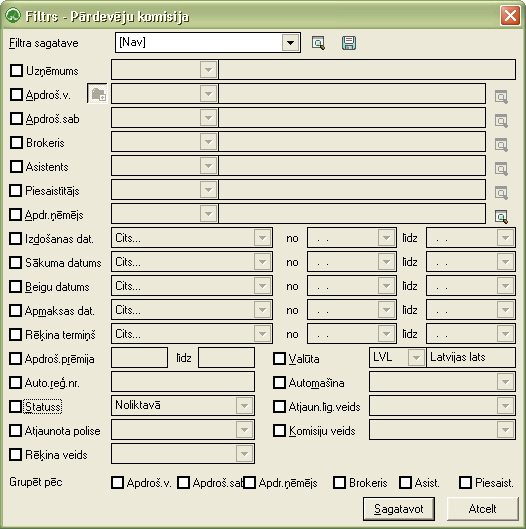 Filtrs - Pārdevēju komisija
Filtra sagatave [Nav]
Uzņēmums
Apdroš.v.
Apdroš.sab
Brokeris
Asistents
Piesaistītājs
Apdr.ņēmējs
Izdošanas dat. Cits... no . . līdz . .
Sākuma datums Cits... no . . līdz . .
Beigu datums Cits... no . . līdz . .
Apmaksas dat. Cits... no . . līdz . .
Rēķina termiņš Cits... no . . līdz . .
Apdroš.prēmija līdz Valūta LVL Latvijas lats
Auto.reģ.nr. Automašīna
Statuss Noliktavā Atjaun.līg.veids
Atjaunota polise Komisiju veids
Rēķina veids
Grupēt pēc Apdroš.v. Apdroš.sab Apdr.ņēmējs Brokeris Asist. Piesaist.
Sagatavot Atcelt